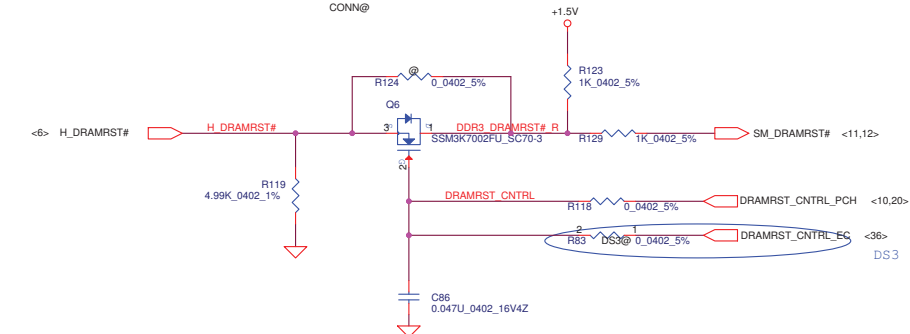 CONN@
+1.5V
@
R124 0_0402_5%
R123
1K_0402_5%
Q6
<6> H_DRAMRST# H_DRAMRST# 3 1 DDR3_DRAMRST#_R SM_DRAMRST# <11,12>
SSM3K7002FU_SC70-3 R129 1K_0402_5%
2
R119
4.99K_0402_1%
DRAMRST_CNTRL
R118 0_0402_5% DRAMRST_CNTRL_PCH <10,20>
2 1 DRAMRST_CNTRL_EC <36>
R83 DS3@ 0_0402_5%
DS3
C86
0.047U_0402_16V4Z